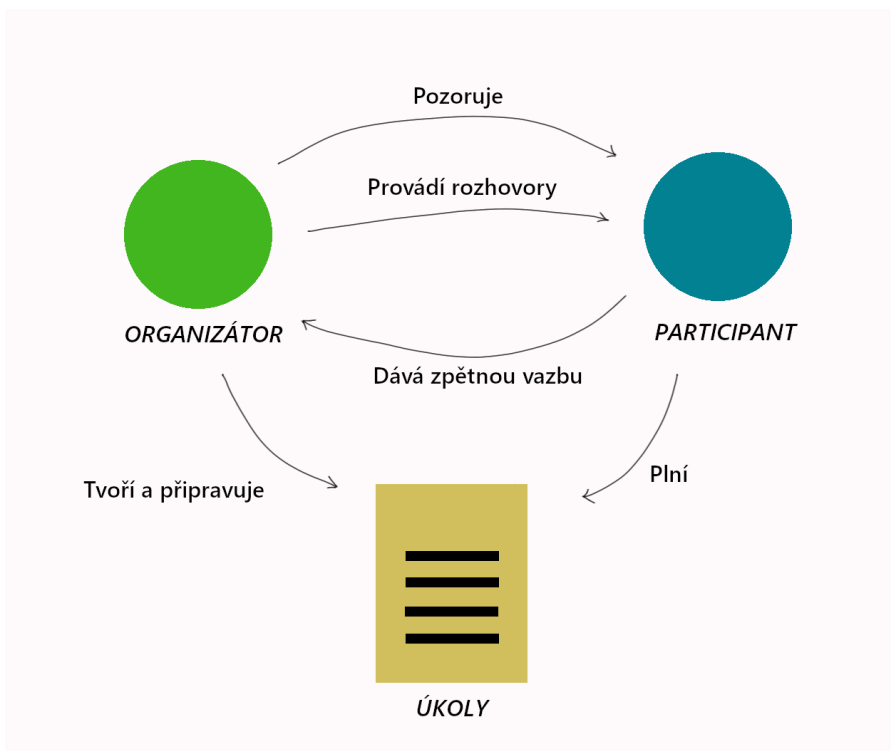 Pozoruje
Provádí rozhovory
ORGANIZÁTOR
PARTICIPANT
Dává zpětnou vazbu
Tvoří a připravuje
Plní
ÚKOLY